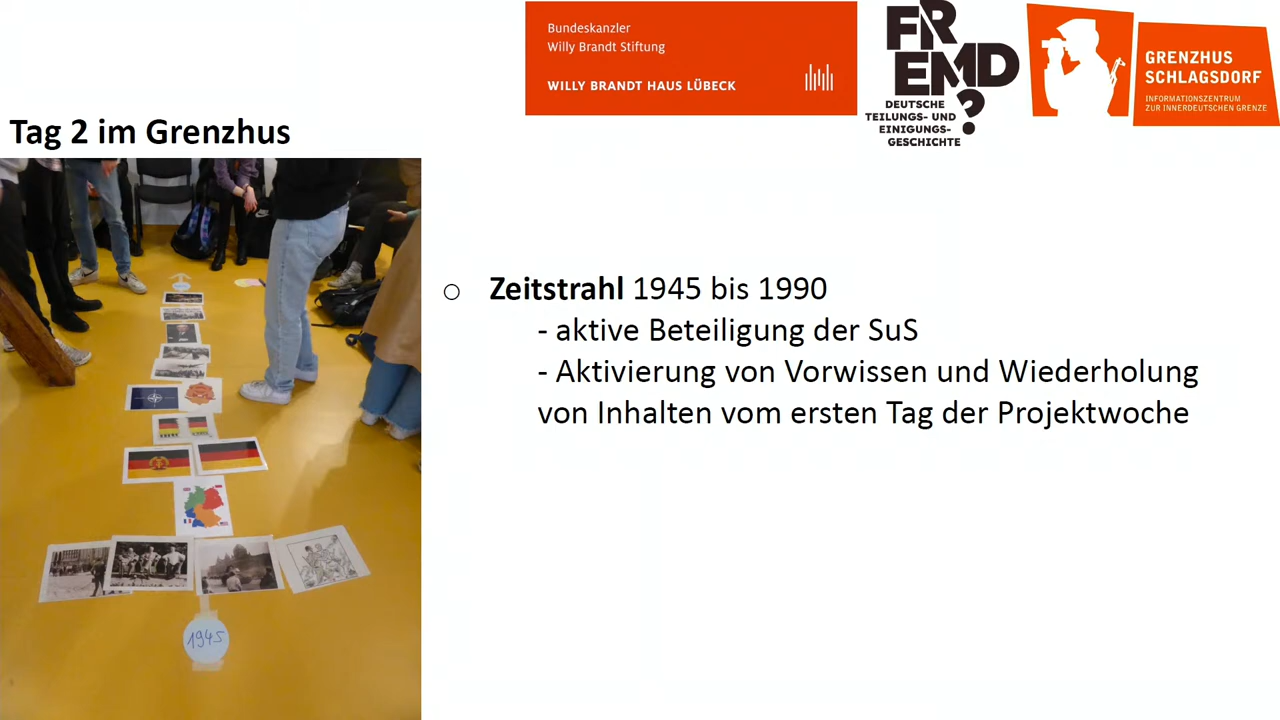 Bundeskanzler
Willy Brandt Stiftung
WILLY BRANDT HAUS LÜBECK
FR
EMD
?
DEUTSCHE
TEILUNGS- UND
EINIGUNGS-
GESCHICHTE
GRENZHUS
SCHLAGSDORF
INFORMATIONSZENTRUM
ZUR INNERDEUTSCHEN GRENZE
Tag 2 im Grenzhus
○ Zeitstrahl 1945 bis 1990
- aktive Beteiligung der SuS
- Aktivierung von Vorwissen und Wiederholung
von Inhalten vom ersten Tag der Projektwoche
1945